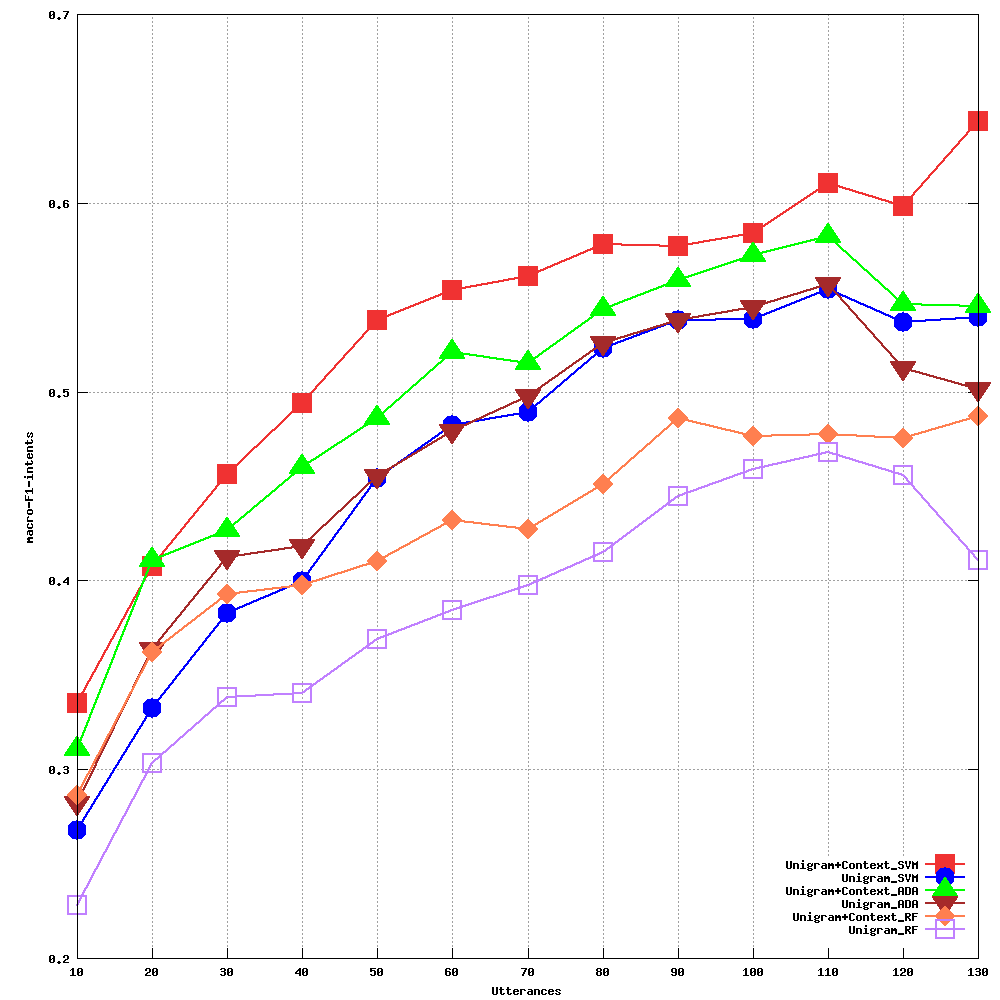 0.7
0.6
0.5
0.4
0.3
0.2
macro-F1-intents
10 20 30 40 50 60 70 80 90 100 110 120 130
Utterances
Unigram+Context_SVM
Unigram_SVM
Unigram+Context_ADA
Unigram_ADA
Unigram+Context_RF
Unigram_RF